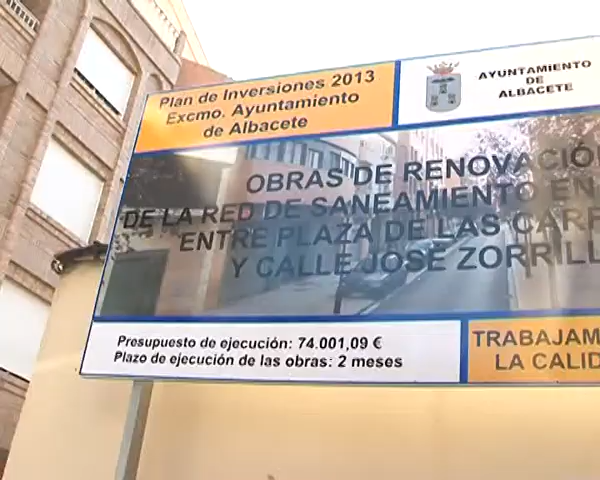 Plan de Inversiones 2013
Excmo. Ayuntamiento
de Albacete
AYUNTAMIENTO
DE
ALBACETE
OBRAS DE RENOVACIÓ
DE LA RED DE SANEAMIENTO EN
ENTRE PLAZA DE LAS CARR
Y CALLE JOSE ZORRILL
Presupuesto de ejecución: 74.001,09 €
Plazo de ejecución de las obras: 2 meses
TRABAJAM
LA CALID